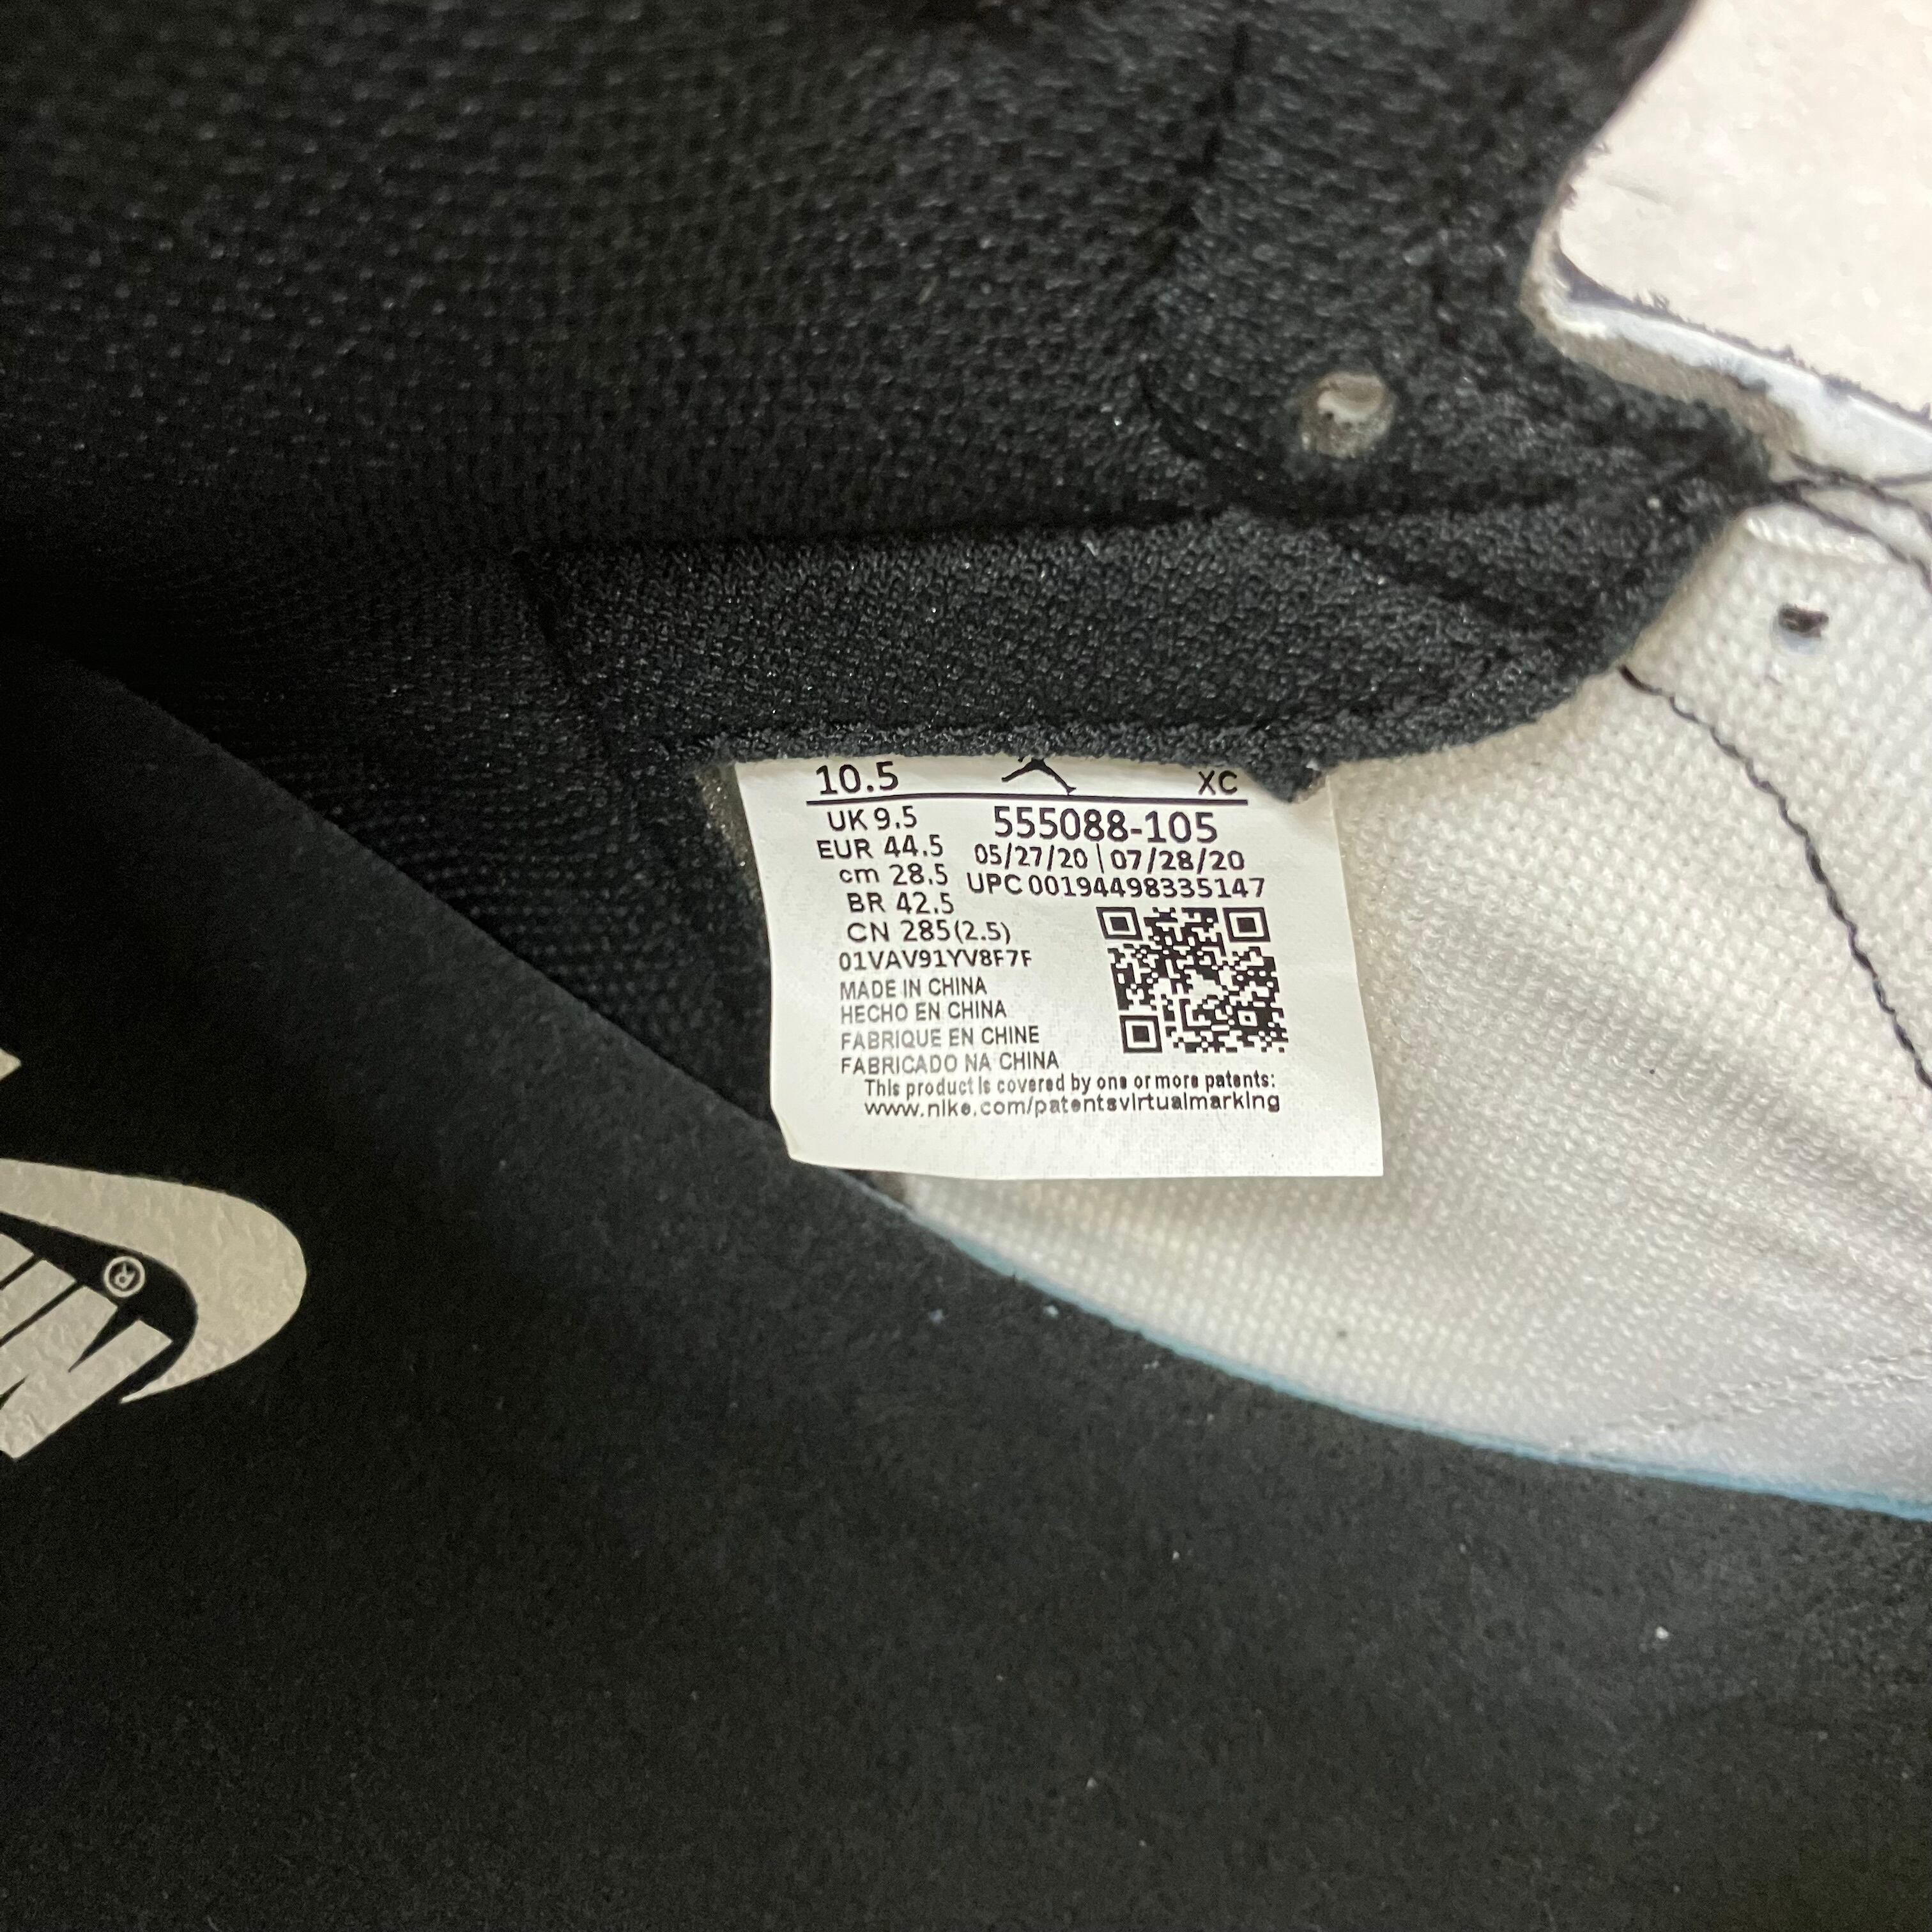 10.5 XC
UK 9.5 555088-105
EUR 44.5 05/27/20 | 07/28/20
cm 28.5 UPC 00194498335147
BR 42.5
CN 285(2.5)
01VAV91YV8F7F
MADE IN CHINA
HECHO EN CHINA
FABRIQUE EN CHINE
FABRICADO NA CHINA
This product is covered by one or more patents:
www.nike.com/patentsvirtualmarking
®